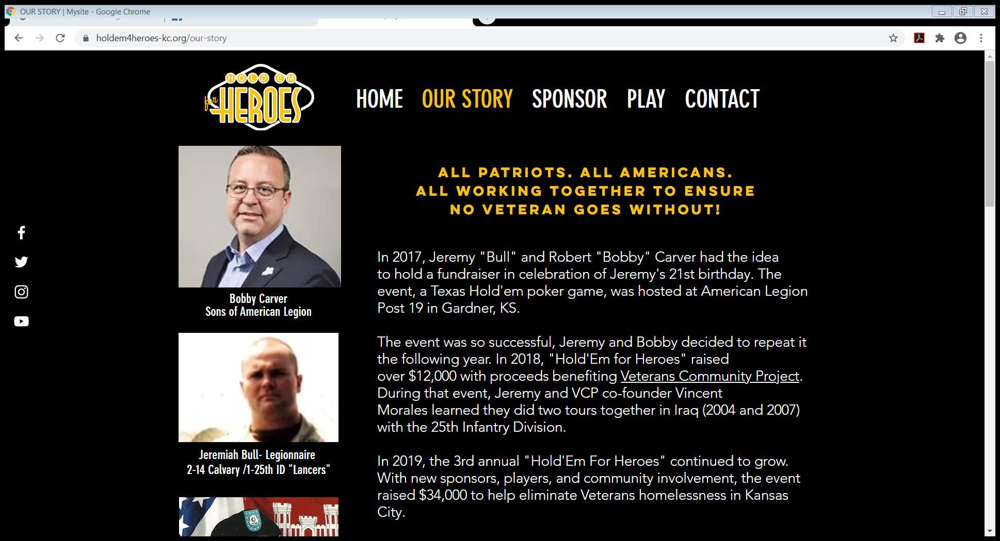 OUR STORY | Mysite - Google Chrome
holdem4heroes-kc.org/our-story
HOLD EM
for
HEROES
HOME OUR STORY SPONSOR PLAY CONTACT
ALL PATRIOTS. ALL AMERICANS.
ALL WORKING TOGETHER TO ENSURE
NO VETERAN GOES WITHOUT!
Bobby Carver
Sons of American Legion
Jeremiah Bull- Legionnaire
2-14 Calvary /1-25th ID "Lancers"
In 2017, Jeremy "Bull" and Robert "Bobby" Carver had the idea
to hold a fundraiser in celebration of Jeremy's 21st birthday. The
event, a Texas Hold'em poker game, was hosted at American Legion
Post 19 in Gardner, KS.
The event was so successful, Jeremy and Bobby decided to repeat it
the following year. In 2018, "Hold'Em for Heroes" raised
over $12,000 with proceeds benefiting Veterans Community Project.
During that event, Jeremy and VCP co-founder Vincent
Morales learned they did two tours together in Iraq (2004 and 2007)
with the 25th Infantry Division.
In 2019, the 3rd annual "Hold'Em For Heroes" continued to grow.
With new sponsors, players, and community involvement, the event
raised $34,000 to help eliminate Veterans homelessness in Kansas
City.